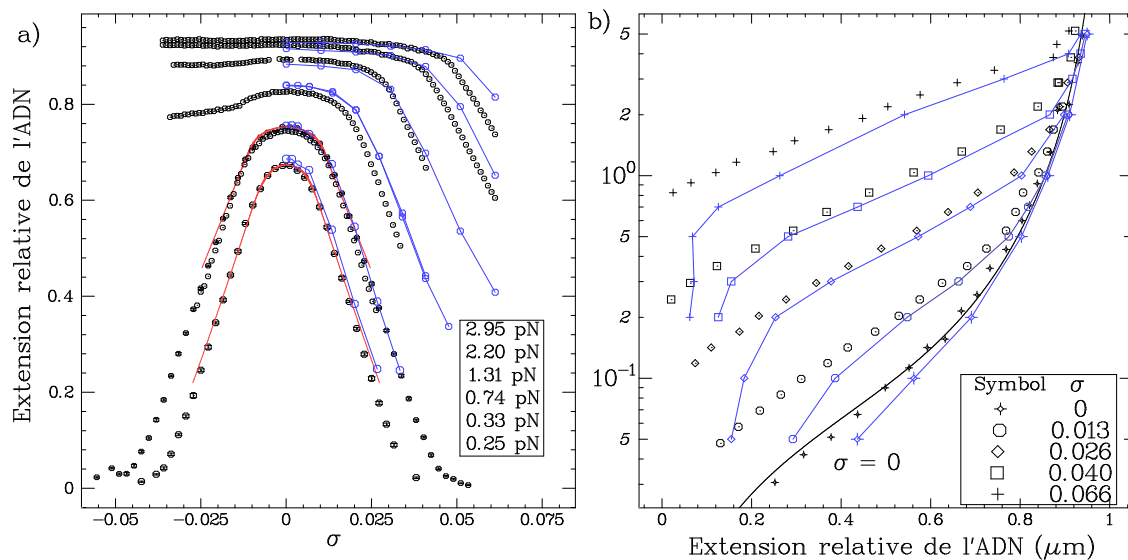 a)
Extension relative de l'ADN
0.8
0.6
0.4
0.2
0
−0.05
−0.025
0
0.025
0.05
0.075
σ
2.95 pN
2.20 pN
1.31 pN
0.74 pN
0.33 pN
0.25 pN
b)
5
2
10⁰
5
2
10⁻¹
5
0
0.2
0.4
0.6
0.8
1
Extension relative de l'ADN (μm)
σ = 0
Symbol σ
0
0.013
0.026
0.040
0.066